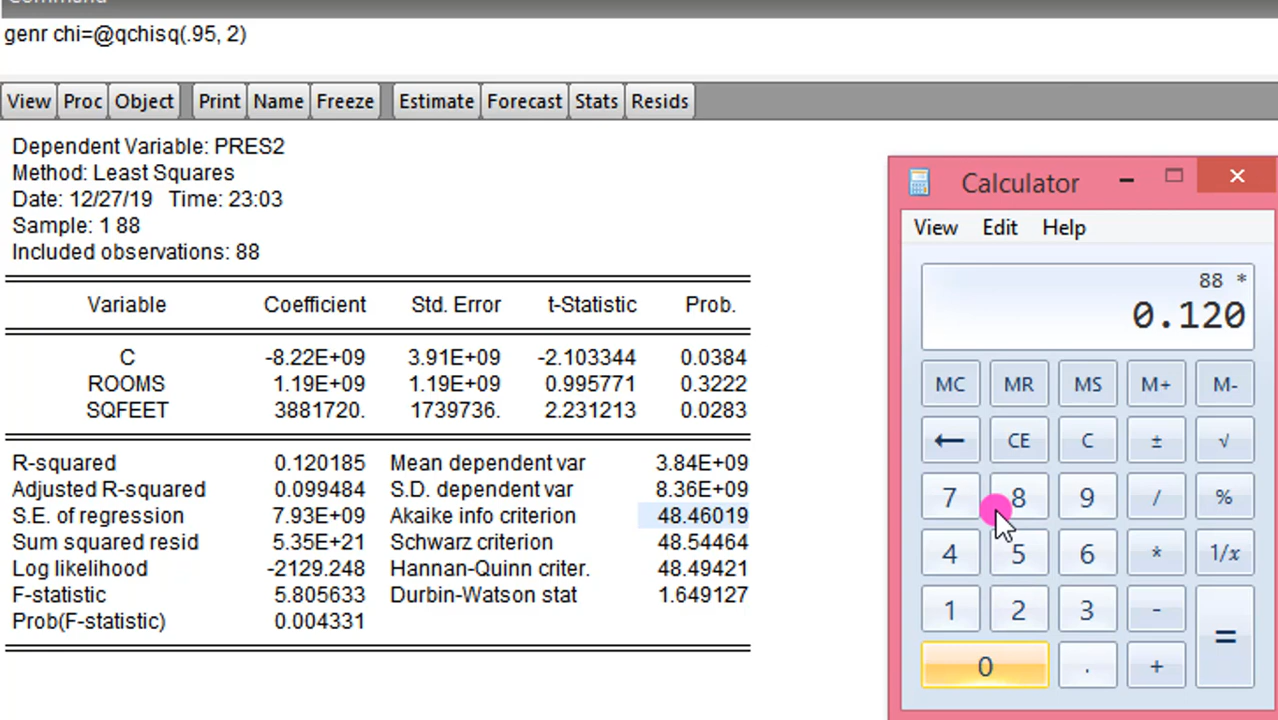 genr chi=@qchisq(.95, 2)
View Proc Object Print Name Freeze Estimate Forecast Stats Resids
Dependent Variable: PRES2
Method: Least Squares
Date: 12/27/19 Time: 23:03
Sample: 1 88
Included observations: 88
Variable Coefficient Std. Error t-Statistic Prob.
C -8.22E+09 3.91E+09 -2.103344 0.0384
ROOMS 1.19E+09 1.19E+09 0.995771 0.3222
SQFEET 3881720. 1739736. 2.231213 0.0283
R-squared 0.120185 Mean dependent var 3.84E+09
Adjusted R-squared 0.099484 S.D. dependent var 8.36E+09
S.E. of regression 7.93E+09 Akaike info criterion 48.46019
Sum squared resid 5.35E+21 Schwarz criterion 48.54464
Log likelihood -2129.248 Hannan-Quinn criter. 48.49421
F-statistic 5.805633 Durbin-Watson stat 1.649127
Prob(F-statistic) 0.004331
Calculator
View Edit Help
88 *
0.120
MC MR MS M+ M-
← CE C ± √
7 8 9 / %
4 5 6 * 1/x
1 2 3 - =
0 . +